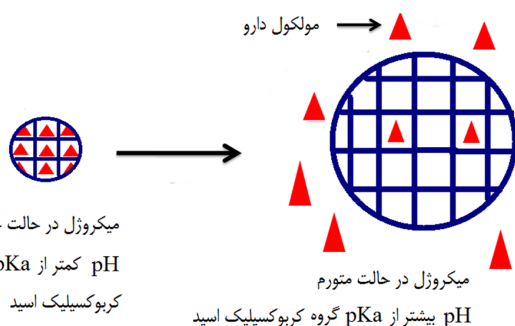 مولکول دارو
میکروژل در حالت
pH کمتر از pKa
کربوکسیلیک اسید
میکروژل در حالت متورم
pH بیشتر از pKa گروه کربوکسیلیک اسید